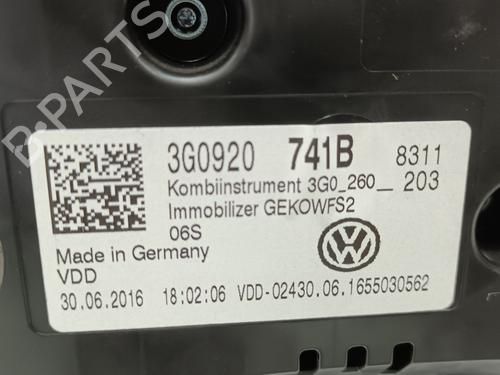 3G0920 741B 8311
Kombiinstrument 3G0_260__ 203
Immobilizer GEKOWFS2
06S
Made in Germany
VDD
30.06.2016 18:02:06 VDD-02430.06.1655030562
B-PARTS